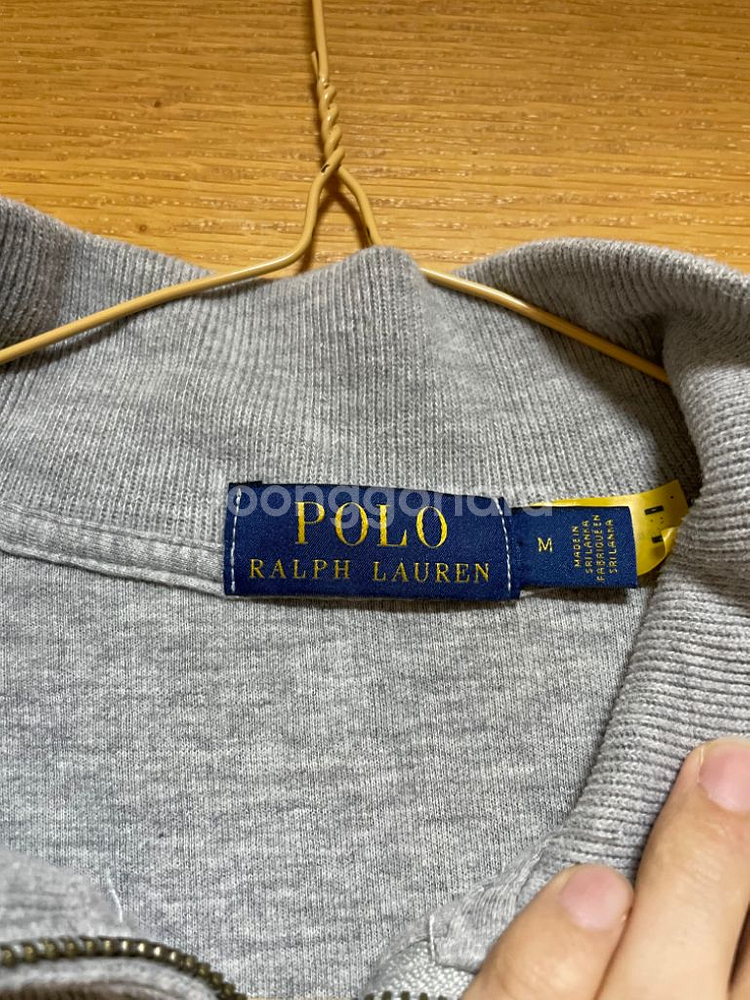 POLO
RALPH LAUREN
M
MADE IN
SRI LANKA
FABRIQUE EN
SRI LANKA